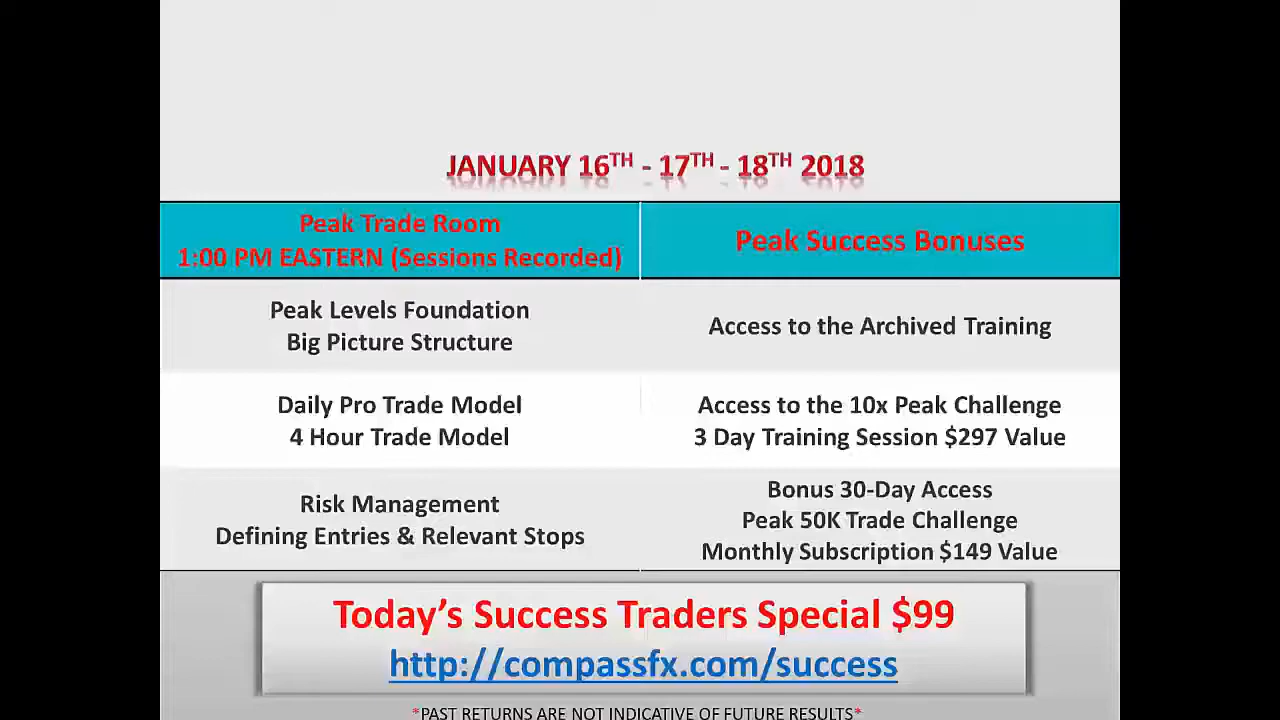 JANUARY 16TH - 17TH - 18TH 2018
Peak Trade Room
1:00 PM EASTERN (Sessions Recorded)
Peak Success Bonuses
Peak Levels Foundation
Big Picture Structure
Access to the Archived Training
Daily Pro Trade Model
4 Hour Trade Model
Access to the 10x Peak Challenge
3 Day Training Session $297 Value
Risk Management
Defining Entries & Relevant Stops
Bonus 30-Day Access
Peak 50K Trade Challenge
Monthly Subscription $149 Value
Today’s Success Traders Special $99
http://compassfx.com/success
*PAST RETURNS ARE NOT INDICATIVE OF FUTURE RESULTS*